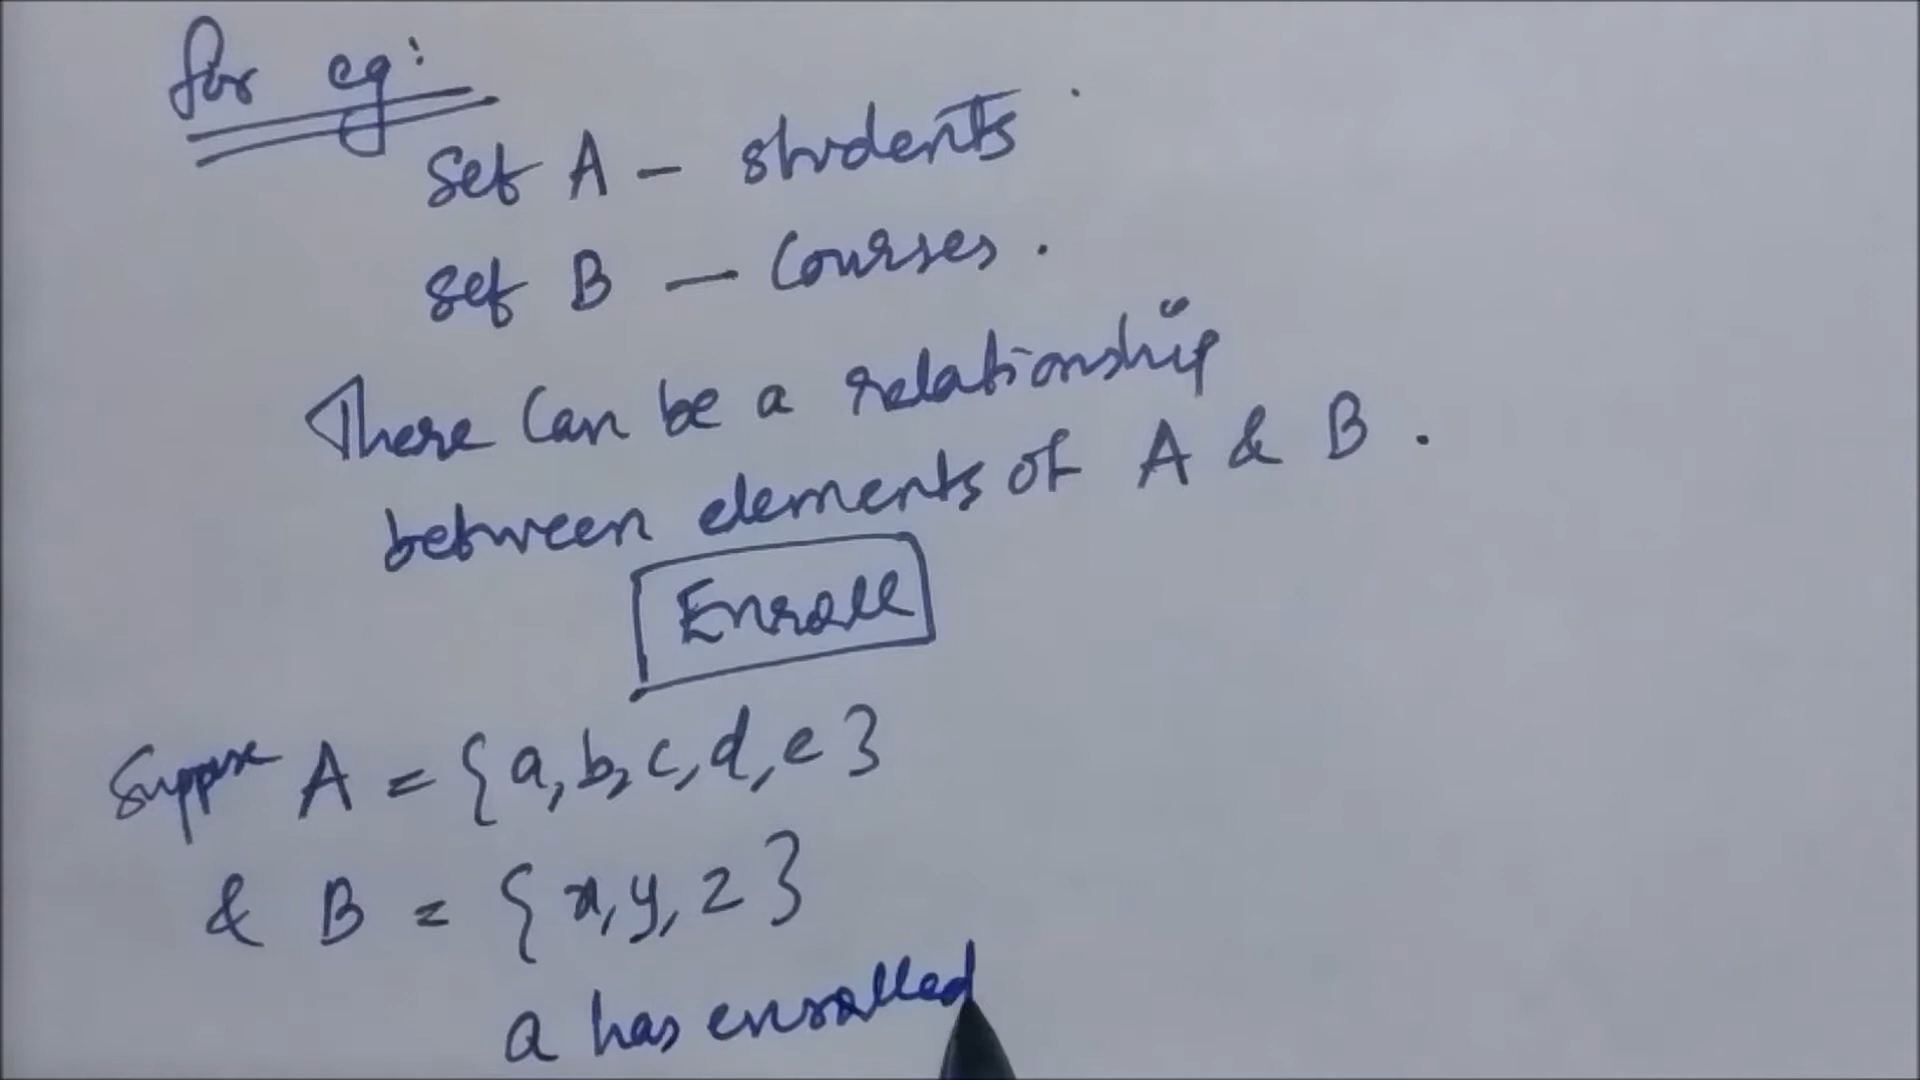 for eg:
Set A - students.
Set B - Courses.
There can be a relationship
between elements of A & B.
Enroll
Suppose A = {a, b, c, d, e}
& B = {x, y, z}
a has enrolled